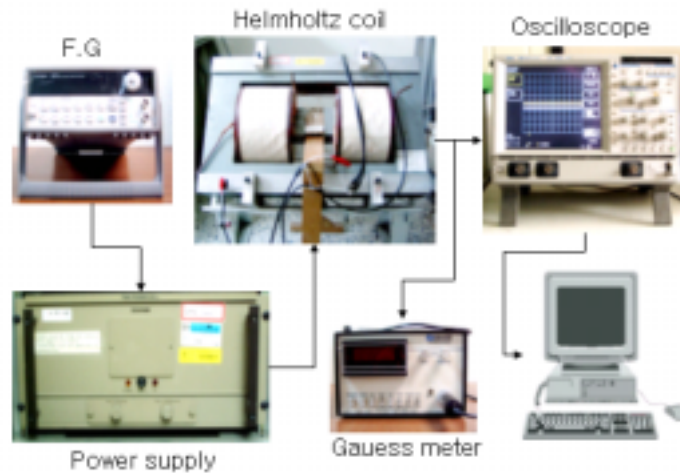 F.G
Helmholtz coil
Oscilloscope
Power supply
Gauess meter